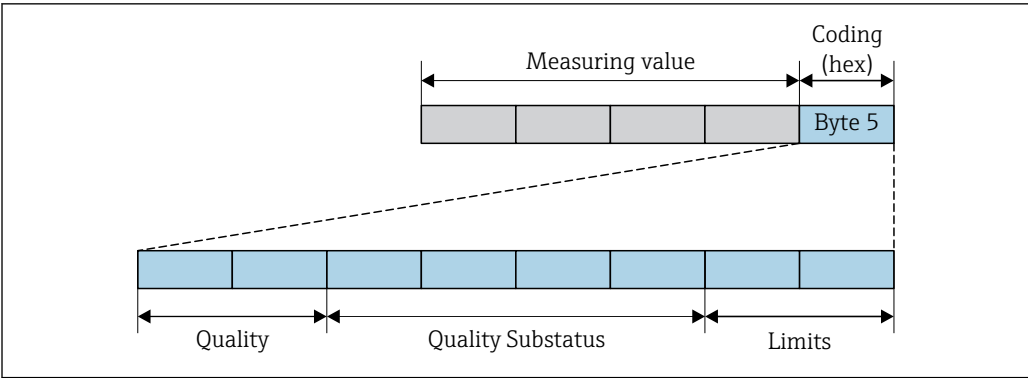 Coding
Measuring value
(hex)
Byte 5
Quality
Quality Substatus
Limits